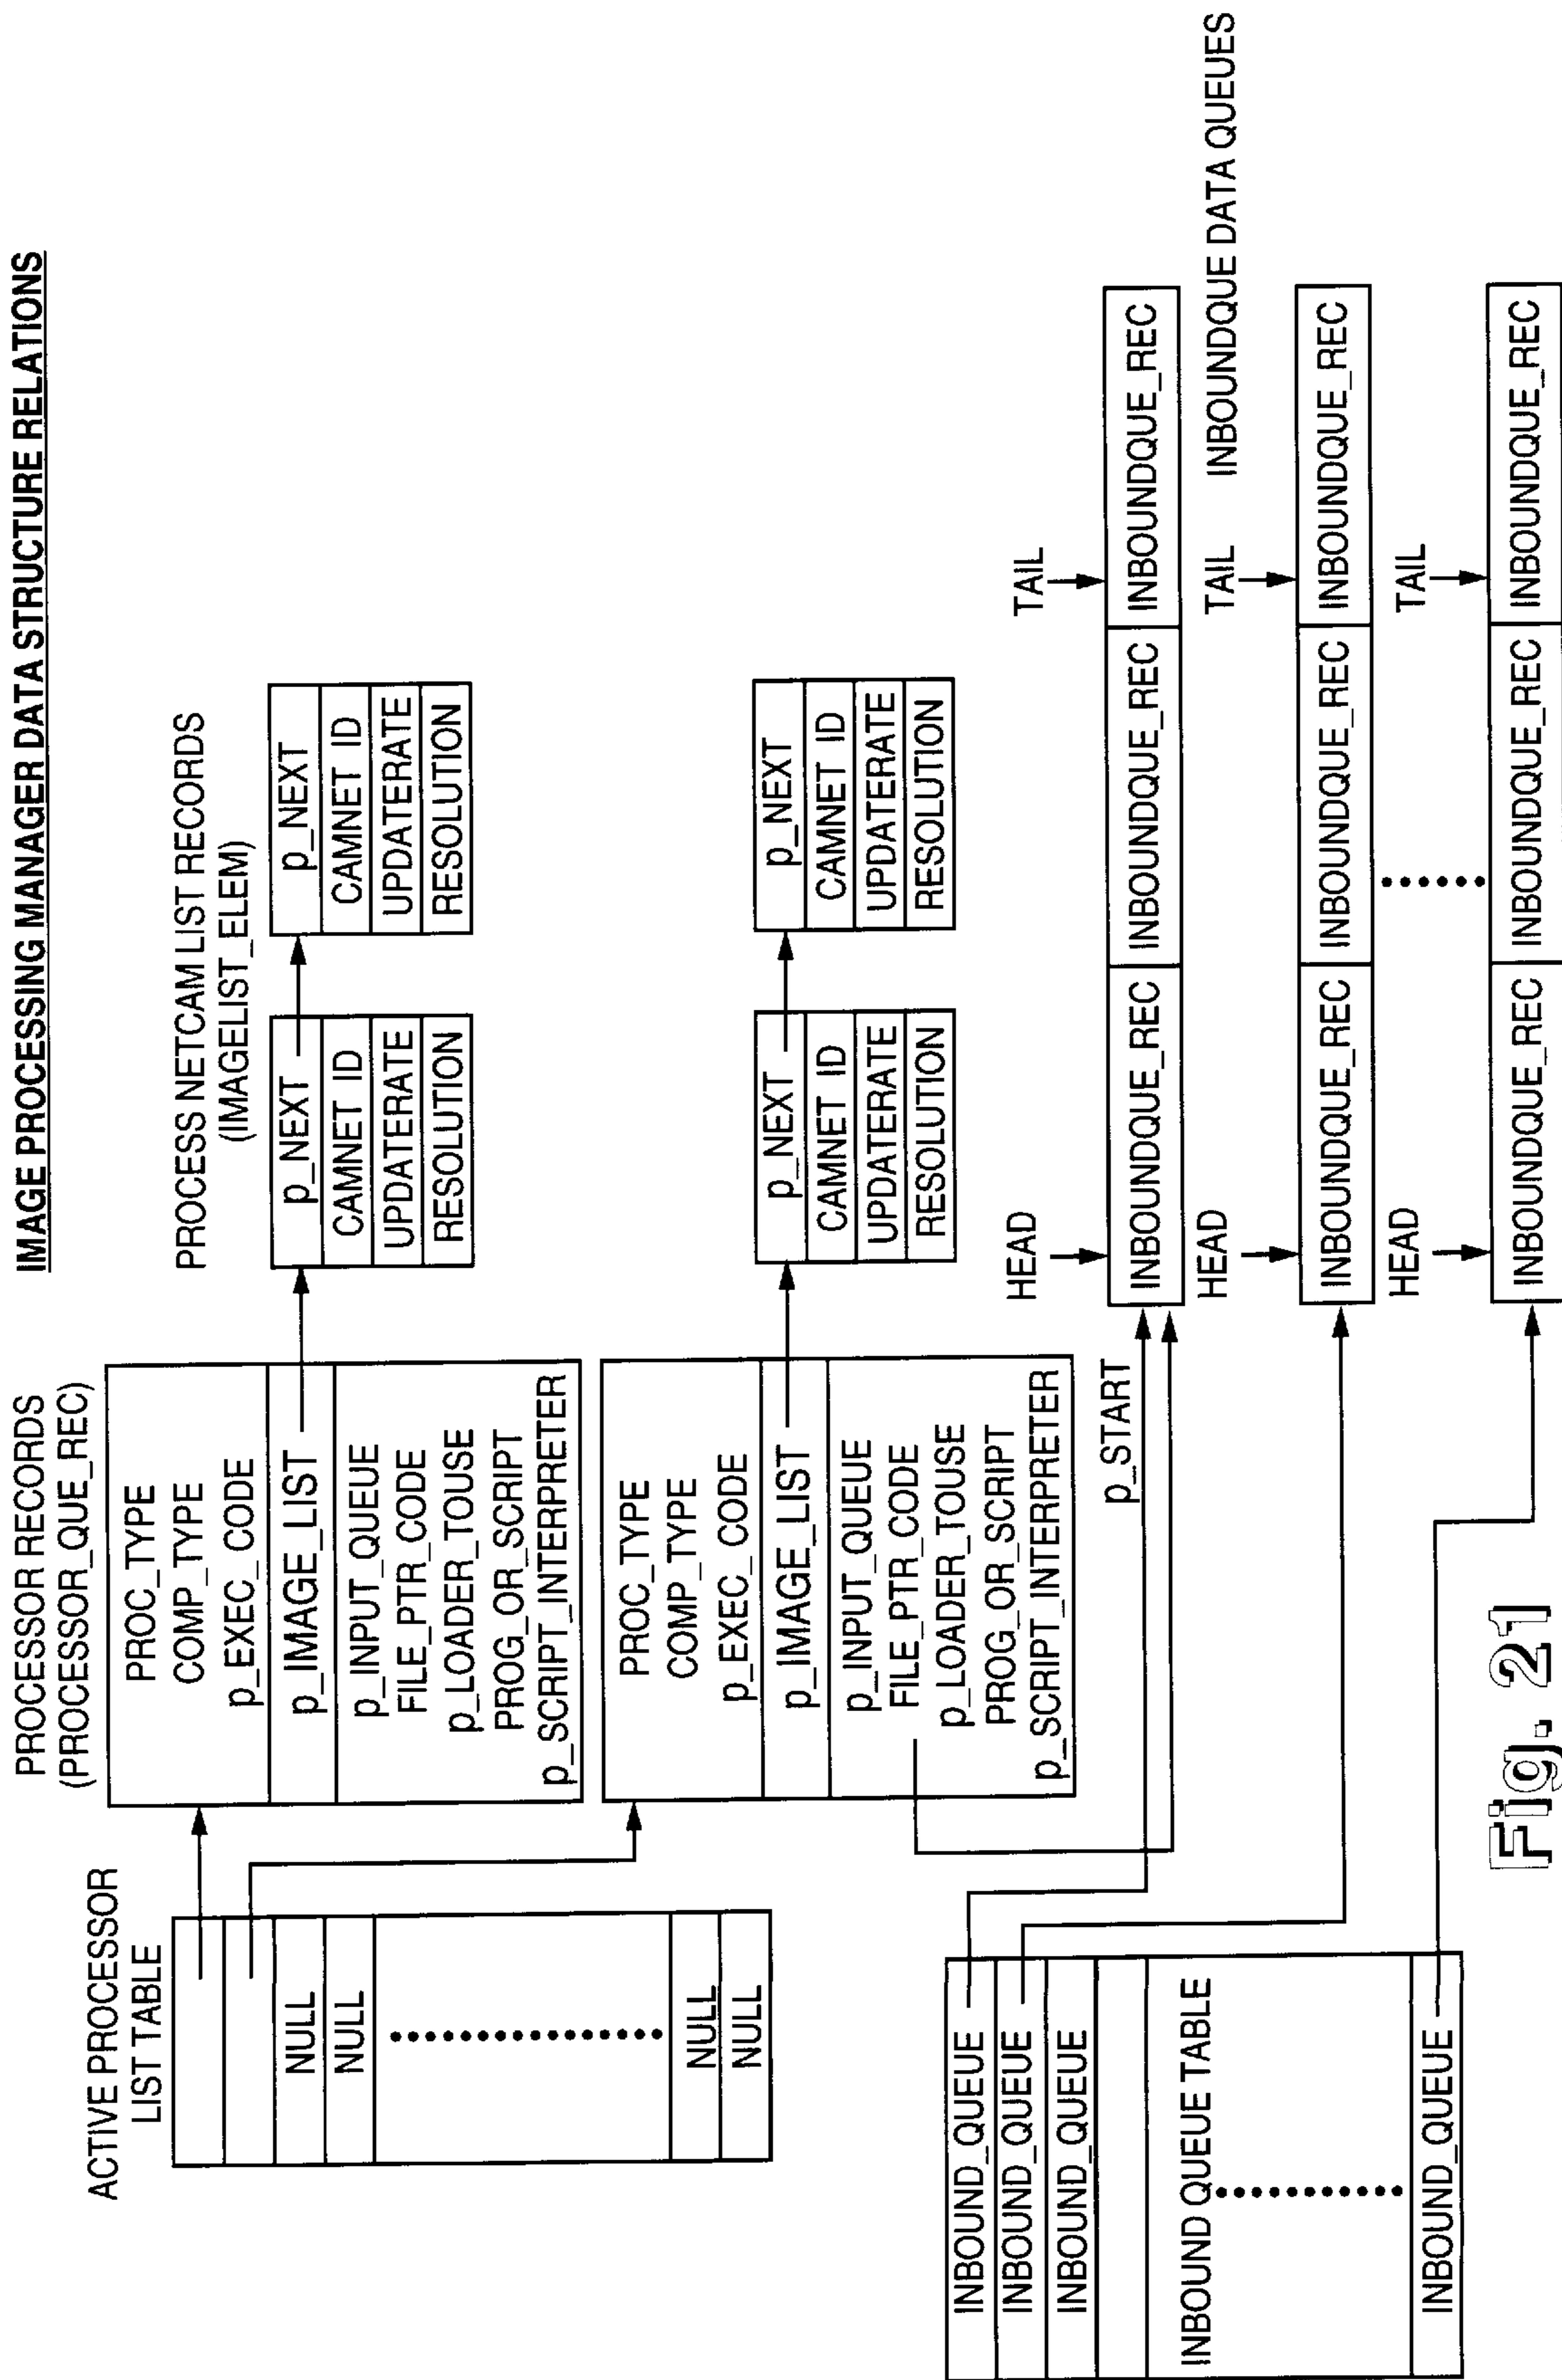 IMAGE PROCESSING MANAGER DATA STRUCTURE RELATIONS
ACTIVE PROCESSOR
LIST TABLE
NULL
NULL
NULL
NULL
PROCESSOR RECORDS
(PROCESSOR_QUE_REC)
PROC_TYPE
COMP_TYPE
p_EXEC_CODE
p_IMAGE_LIST
p_INPUT_QUEUE
FILE_PTR_CODE
p_LOADER_TOUSE
PROG_OR_SCRIPT
p_SCRIPT_INTERPRETER
PROC_TYPE
COMP_TYPE
p_EXEC_CODE
p_IMAGE_LIST
p_INPUT_QUEUE
FILE_PTR_CODE
p_LOADER_TOUSE
PROG_OR_SCRIPT
p_SCRIPT_INTERPRETER
PROCESS NETCAM LIST RECORDS
(IMAGELIST_ELEM)
p_NEXT
CAMNET ID
UPDATERATE
RESOLUTION
p_NEXT
CAMNET ID
UPDATERATE
RESOLUTION
p_NEXT
CAMNET ID
UPDATERATE
RESOLUTION
p_NEXT
CAMNET ID
UPDATERATE
RESOLUTION
INBOUND_QUEUE
INBOUND_QUEUE
INBOUND_QUEUE
INBOUND QUEUE TABLE
INBOUND_QUEUE
p_START
HEAD
TAIL
INBOUNDQUE_REC INBOUNDQUE_REC INBOUNDQUE_REC
HEAD
TAIL
INBOUNDQUE DATA QUEUES
INBOUNDQUE_REC INBOUNDQUE_REC INBOUNDQUE_REC
HEAD
TAIL
INBOUNDQUE_REC INBOUNDQUE_REC INBOUNDQUE_REC
Fig. 21